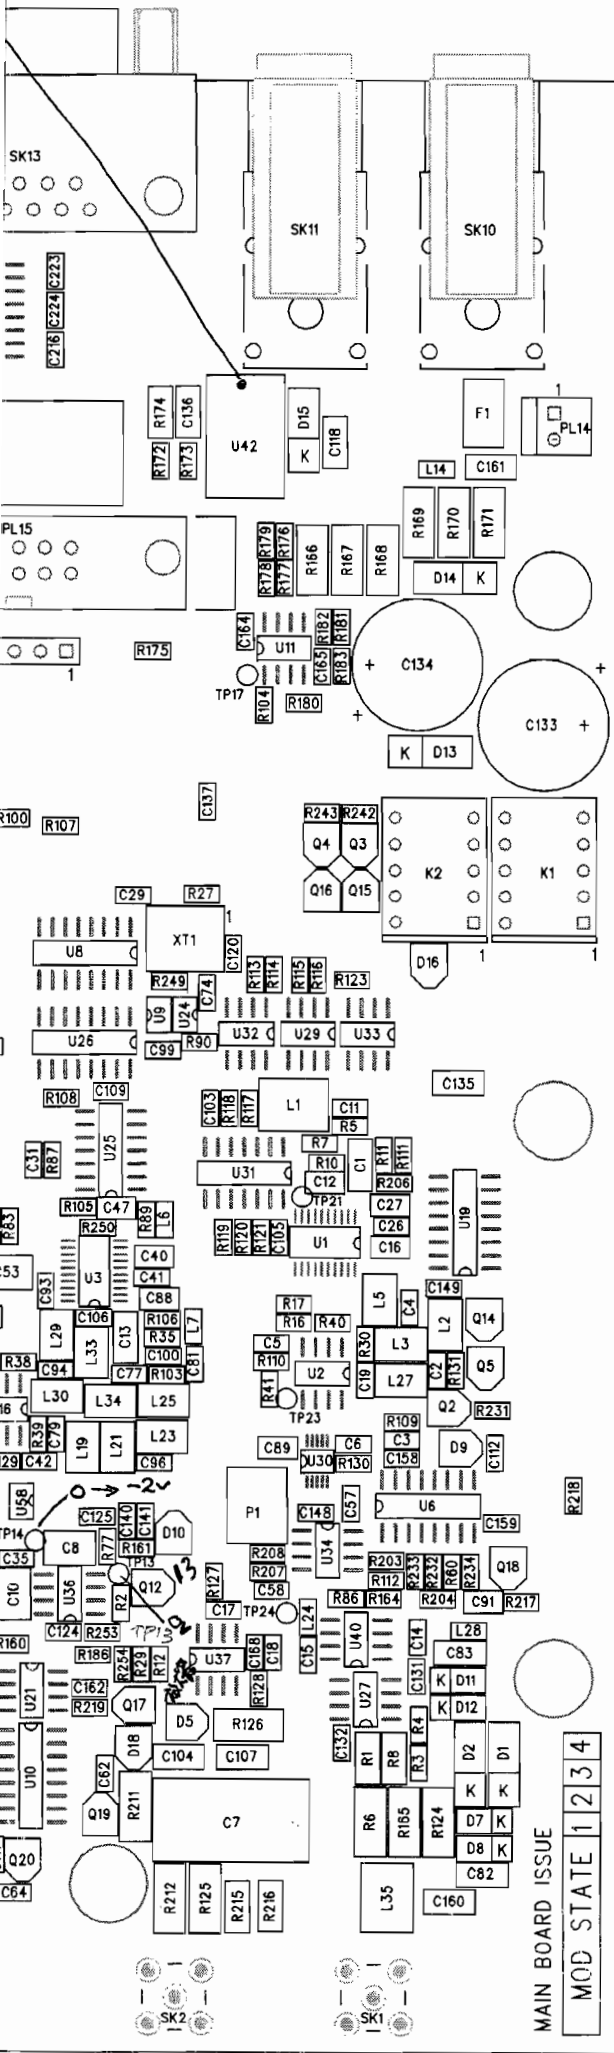 SK13
SK11
SK10
C223
C224
C216
R174
C136
U42
D15
K
C118
F1
1
PL14
R172
R173
L14
C161
R169
R170
R171
PL15
R179
R176
R178
R177
R166
R167
R168
D14 K
C164
U11
R182
R181
C165
R183
+ C134
+
1
R175
TP17
R104
R180
+
C133 +
K D13
R100
R107
C137
R243 R242
Q4 Q3
Q16 Q15
K2
K1
1
1
C29
R27
1
U8
XT1
C120
D16
R249
C74
R113
R114
R115
R116
R123
U26
U9
U24
C99
R90
U32
U29
U33
R108
C109
C103
R118
R117
L1
C11
R5
C135
C31
R87
U25
R7
R10
C12
C1
R11
R111
U31
TP21
R206
C27
C26
C16
U19
R83
R105
C47
R89
L6
R250
R119
R120
R121
C105
U1
C53
U3
C40
C41
C88
C93
L5
C4
C149
L2
Q14
L29
C106
L33
C13
R106
R35
C100
R103
L7
C81
R17
R16
R40
C5
R110
R30
L3
C19
L27
C2
R131
Q5
R38
C94
C77
U2
R41
TP23
16
L30
L34
L25
Q2
R231
R39
C79
L19
L21
L23
C96
C89
C6
U30
R130
R109
C3
C158
D9
C112
129 C42
U58
0 → -2v
P1
C148
C57
U6
C159
R218
TP14
C125
C140
C141
D10
C35
C8
R77
R161
TP13
13
U34
R208
R207
C58
R203
R112
R233
R232
R60
R234
Q18
C10
U36
R2
Q12
R127
C17
TP24
L24
R86 R164
R204
C91
R217
C124
R253
TP13
0v
R160
R186
R254
R29
R12
U37
C168
C18
C15
U40
C14
L28
C83
U21
C162
R219
Q17
R128
U27
C131
K D11
K D12
D5
R126
U10
D18
C104
C107
C132
R1
R8
R4
R3
D2
D1
K
K
C62
Q19
R211
C7
R6
R165
R124
D7 K
D8 K
C82
Q20
C64
R212
R125
R215
R216
L35
C160
SK2
SK1
MAIN BOARD ISSUE
MOD STATE 1 2 3 4